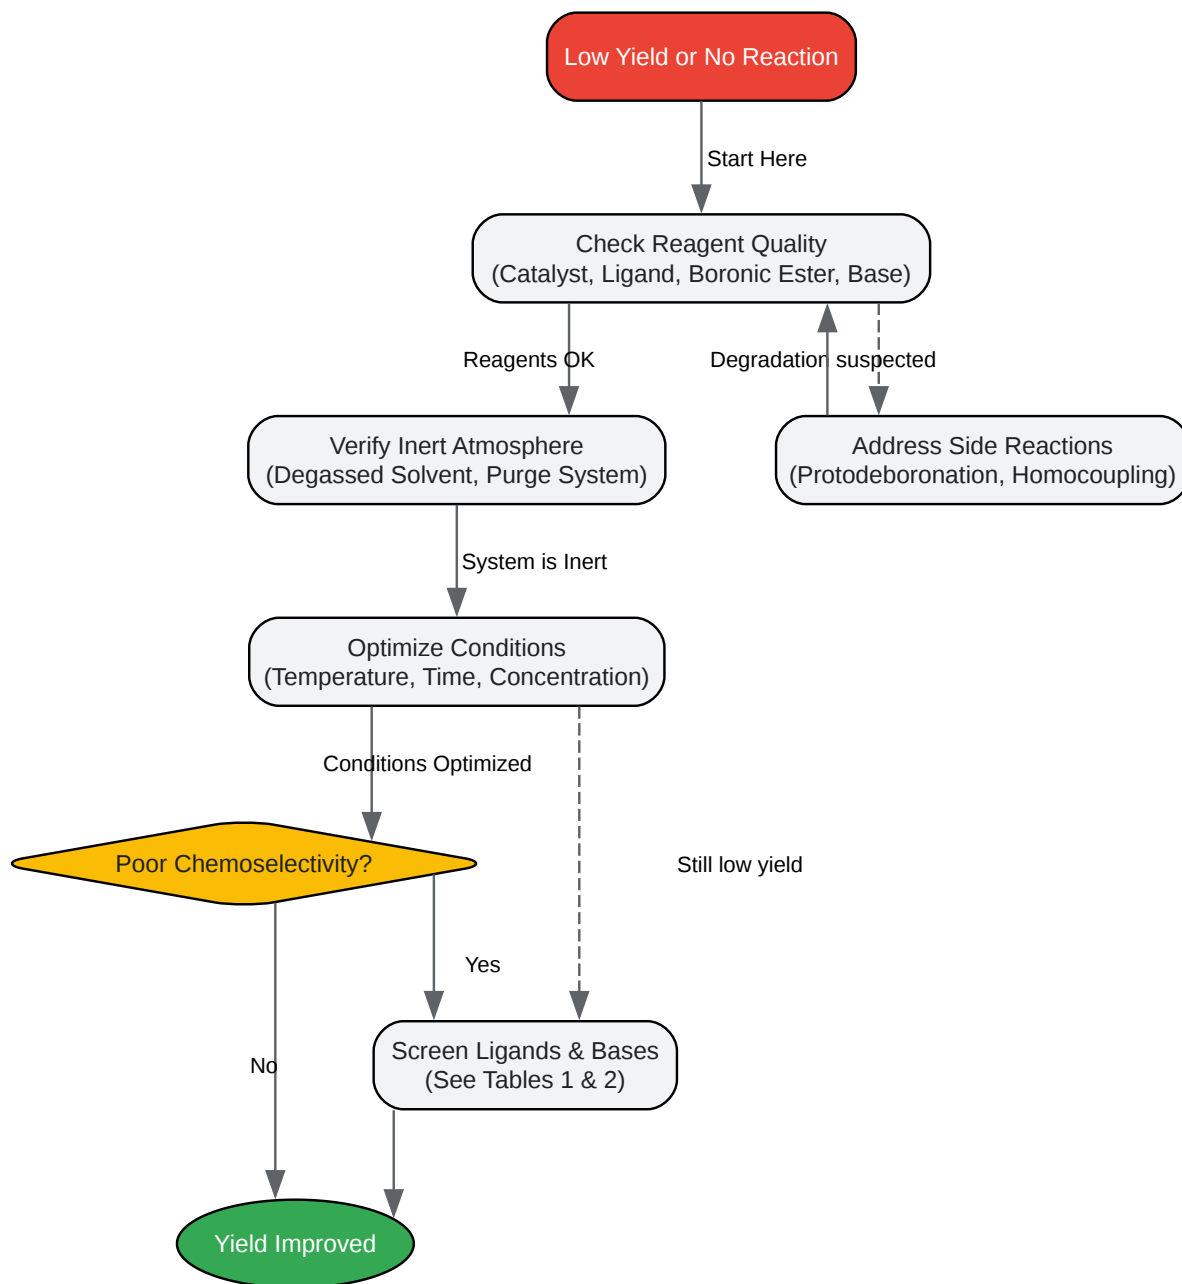 Low Yield or No Reaction
Start Here
Check Reagent Quality
(Catalyst, Ligand, Boronic Ester, Base)
Reagents OK
Degradation suspected
Verify Inert Atmosphere
(Degassed Solvent, Purge System)
Address Side Reactions
(Protodeboronation, Homocoupling)
System is Inert
Optimize Conditions
(Temperature, Time, Concentration)
Conditions Optimized
Poor Chemoselectivity?
Still low yield
Yes
Screen Ligands & Bases
(See Tables 1 & 2)
No
Yield Improved